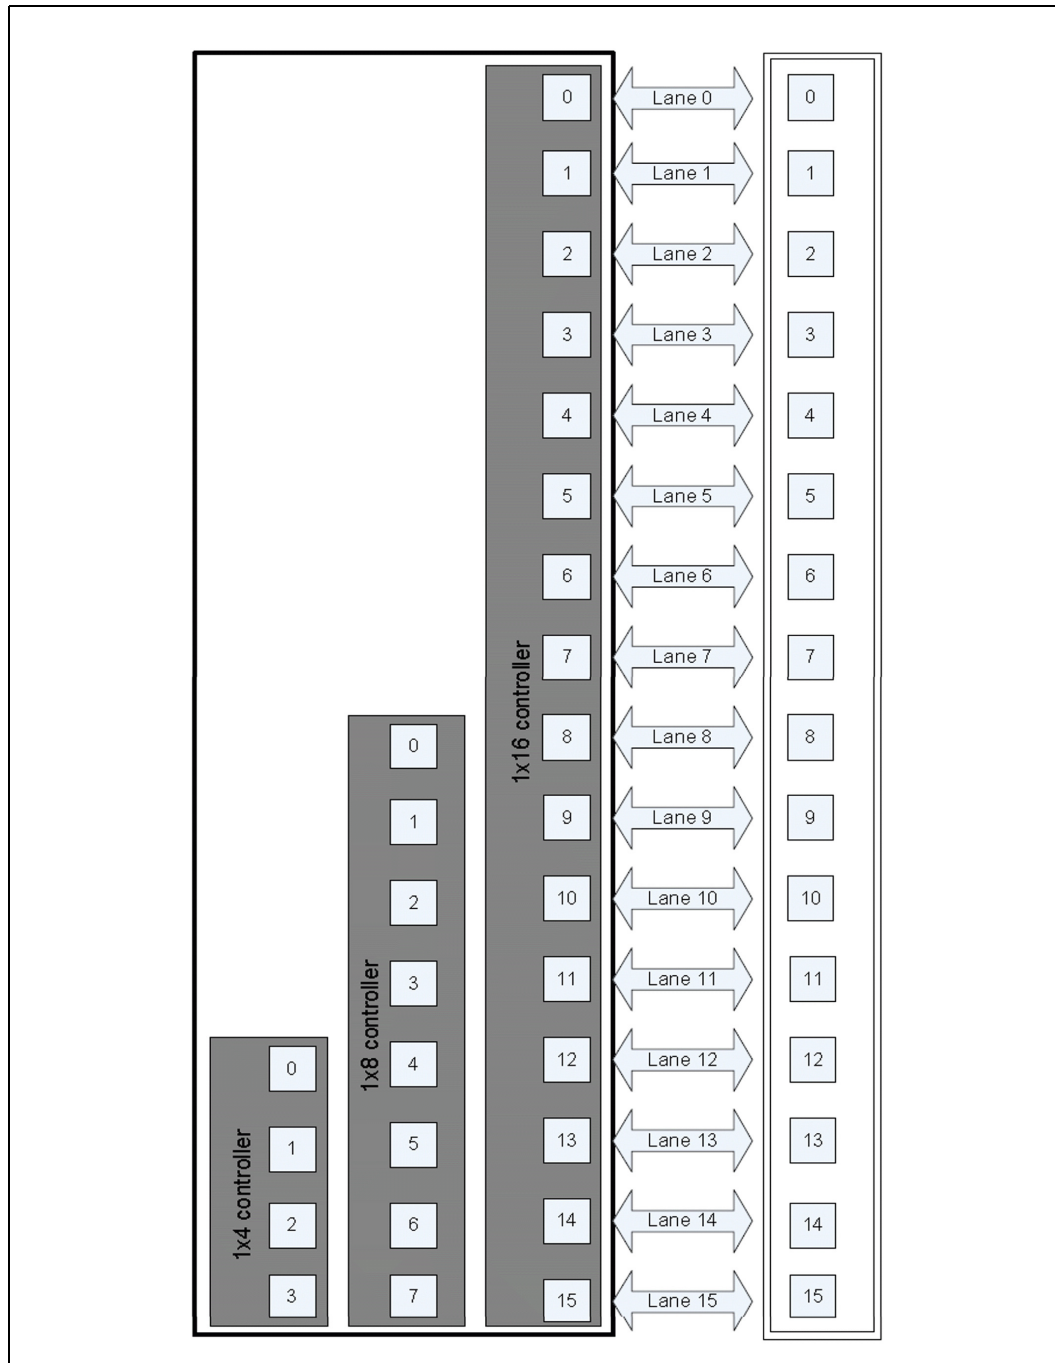 0 Lane 0 0
1 Lane 1 1
2 Lane 2 2
3 Lane 3 3
4 Lane 4 4
5 Lane 5 5
6 Lane 6 6
7 Lane 7 7
1x16 controller
0 8 Lane 8 8
1 9 Lane 9 9
2 10 Lane 10 10
3 11 Lane 11 11
1x8 controller
0 4 12 Lane 12 12
1 5 13 Lane 13 13
1x4 controller
2 6 14 Lane 14 14
3 7 15 Lane 15 15